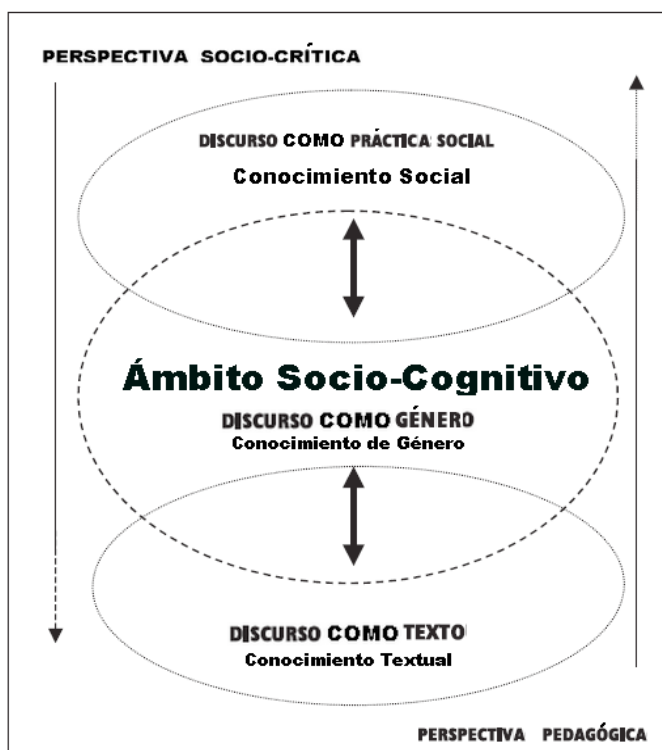 PERSPECTIVA SOCIO-CRÍTICA
DISCURSO COMO PRÁCTICA SOCIAL
Conocimiento Social
Ámbito Socio-Cognitivo
DISCURSO COMO GÉNERO
Conocimiento de Género
DISCURSO COMO TEXTO
Conocimiento Textual
PERSPECTIVA PEDAGÓGICA